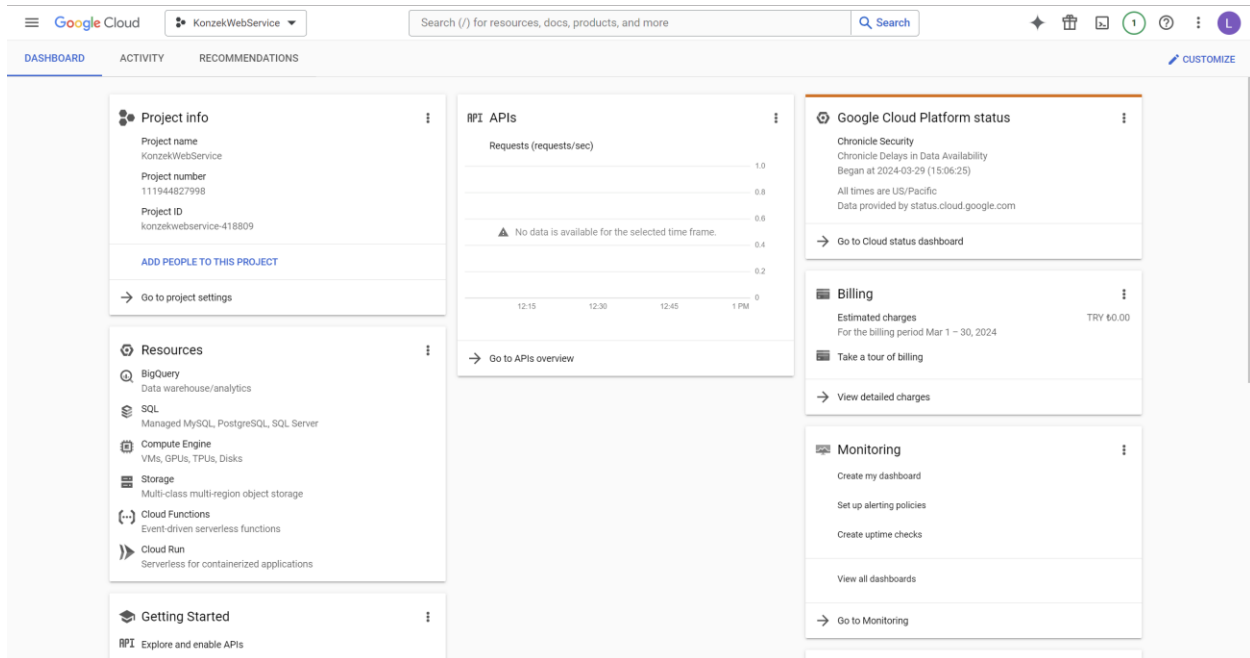 Google Cloud
KonzekWebService
Search (/) for resources, docs, products, and more
Search
1
L
DASHBOARD
ACTIVITY
RECOMMENDATIONS
CUSTOMIZE
Project info
Project name
KonzekWebService
Project number
111944827998
Project ID
konzekwebservice-418809
ADD PEOPLE TO THIS PROJECT
Go to project settings
Resources
BigQuery
Data warehouse/analytics
SQL
Managed MySQL, PostgreSQL, SQL Server
Compute Engine
VMs, GPUs, TPUs, Disks
Storage
Multi-class multi-region object storage
Cloud Functions
Event-driven serverless functions
Cloud Run
Serverless for containerized applications
Getting Started
API Explore and enable APIs
API APIs
Requests (requests/sec)
1.0
0.8
0.6
No data is available for the selected time frame.
0.4
0.2
0
12:15 12:30 12:45 1 PM
Go to APIs overview
Google Cloud Platform status
Chronicle Security
Chronicle Delays in Data Availability
Began at 2024-03-29 (15:06:25)
All times are US/Pacific
Data provided by status.cloud.google.com
Go to Cloud status dashboard
Billing
Estimated charges TRY ₺0.00
For the billing period Mar 1 – 30, 2024
Take a tour of billing
View detailed charges
Monitoring
Create my dashboard
Set up alerting policies
Create uptime checks
View all dashboards
Go to Monitoring